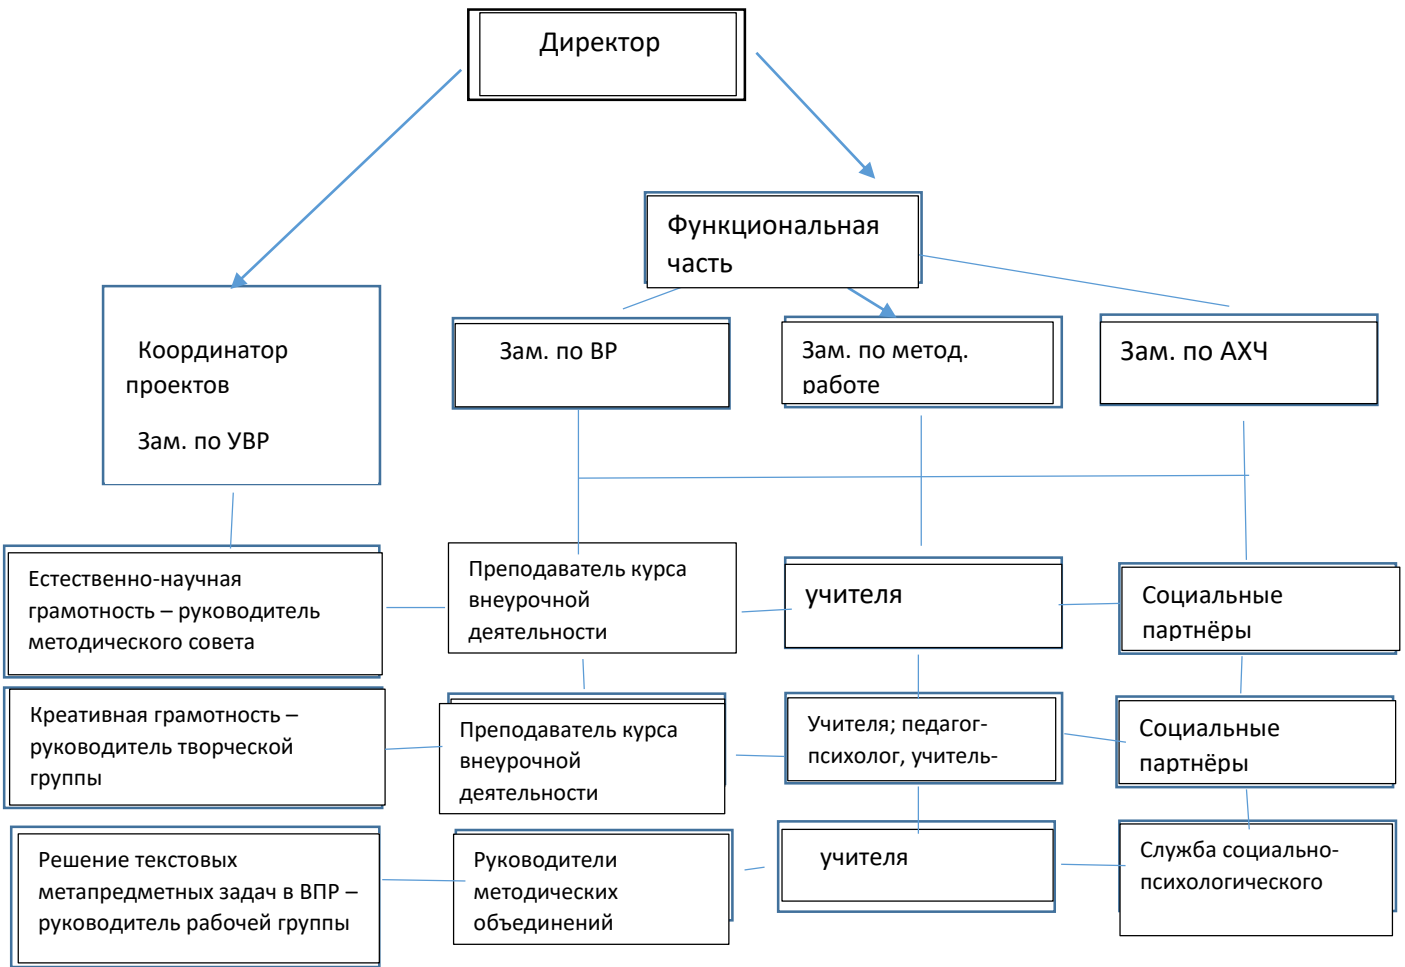 Директор
Функциональная
часть
Координатор
проектов
Зам. по УВР
Зам. по ВР
Зам. по метод.
работе
Зам. по АХЧ
Естественно-научная
грамотность – руководитель
методического совета
Преподаватель курса
внеурочной
деятельности
учителя
Социальные
партнёры
Креативная грамотность –
руководитель творческой
группы
Преподаватель курса
внеурочной
деятельности
Учителя; педагог-
психолог, учитель-
Социальные
партнёры
Решение текстовых
метапредметных задач в ВПР –
руководитель рабочей группы
Руководители
методических
объединений
учителя
Служба социально-
психологического